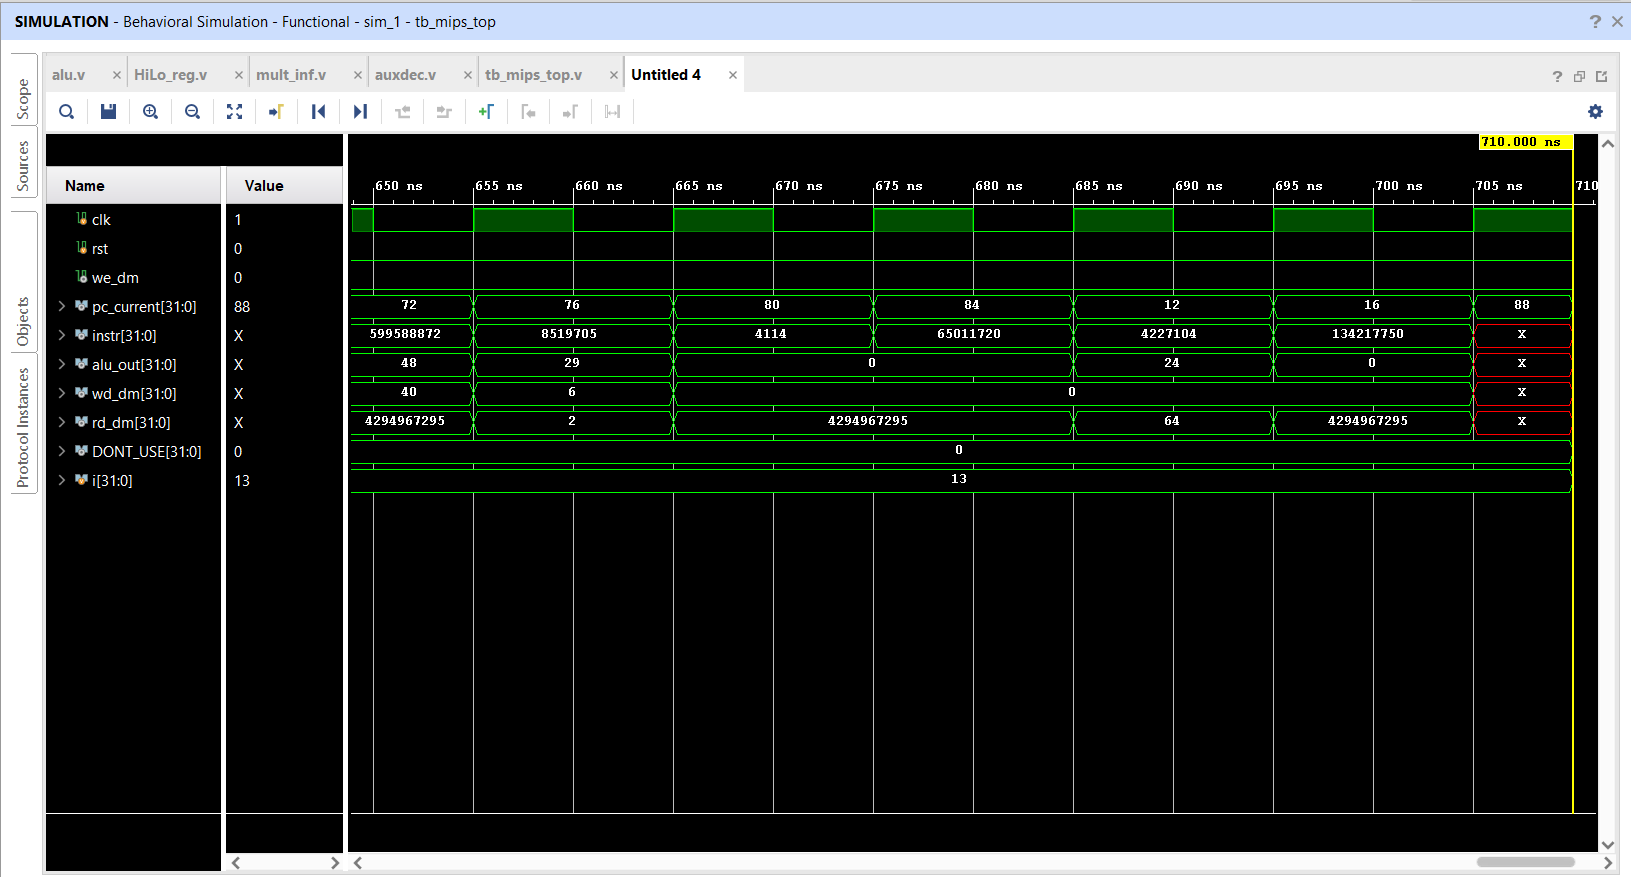 SIMULATION - Behavioral Simulation - Functional - sim_1 - tb_mips_top
? ×
alu.v × HiLo_reg.v × mult_inf.v × auxdec.v × tb_mips_top.v × Untitled 4 ×
?
Scope
Sources
Objects
Protocol Instances
710.000 ns
Name Value
650 ns 655 ns 660 ns 665 ns 670 ns 675 ns 680 ns 685 ns 690 ns 695 ns 700 ns 705 ns 710
clk 1
rst 0
we_dm 0
pc_current[31:0] 88 72 76 80 84 12 16 88
instr[31:0] X 599588872 8519705 4114 65011720 4227104 134217750 X
alu_out[31:0] X 48 29 0 24 0 X
wd_dm[31:0] X 40 6 0 X
rd_dm[31:0] X 4294967295 2 4294967295 64 4294967295 X
DONT_USE[31:0] 0 0
i[31:0] 13 13